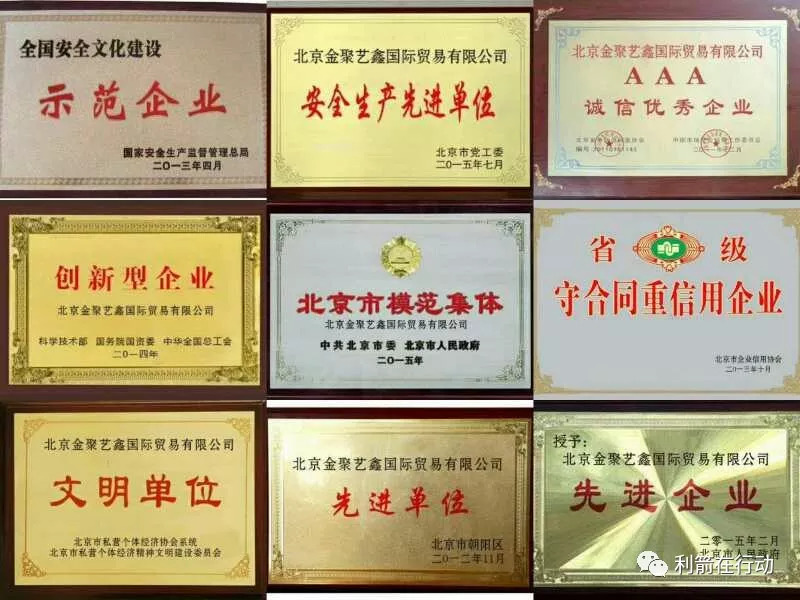 全国安全文化建设
示范企业
国家安全生产监督管理总局
二〇一三年四月
北京金聚艺鑫国际贸易有限公司
安全生产先进单位
北京市党工委
二〇一五年七月
北京金聚艺鑫国际贸易有限公司
AAA
诚信优秀企业
创新型企业
北京金聚艺鑫国际贸易有限公司
科学技术部 国务院国资委 中华全国总工会
二〇一四年
北京市模范集体
北京金聚艺鑫国际贸易有限公司
中共北京市委 北京市人民政府
二〇一五年
省 级
守合同重信用企业
北京市企业信用协会
二〇一三年十月
北京金聚艺鑫国际贸易有限公司
文明单位
北京市私营个体经济协会系统
北京市私营个体经济精神文明建设委员会
北京金聚艺鑫国际贸易有限公司
先进单位
北京市朝阳区
二〇一二年11月
授予:
北京金聚艺鑫国际贸易有限公司
先进企业
二零一五年二月
北京市人民政府
利箭在行动